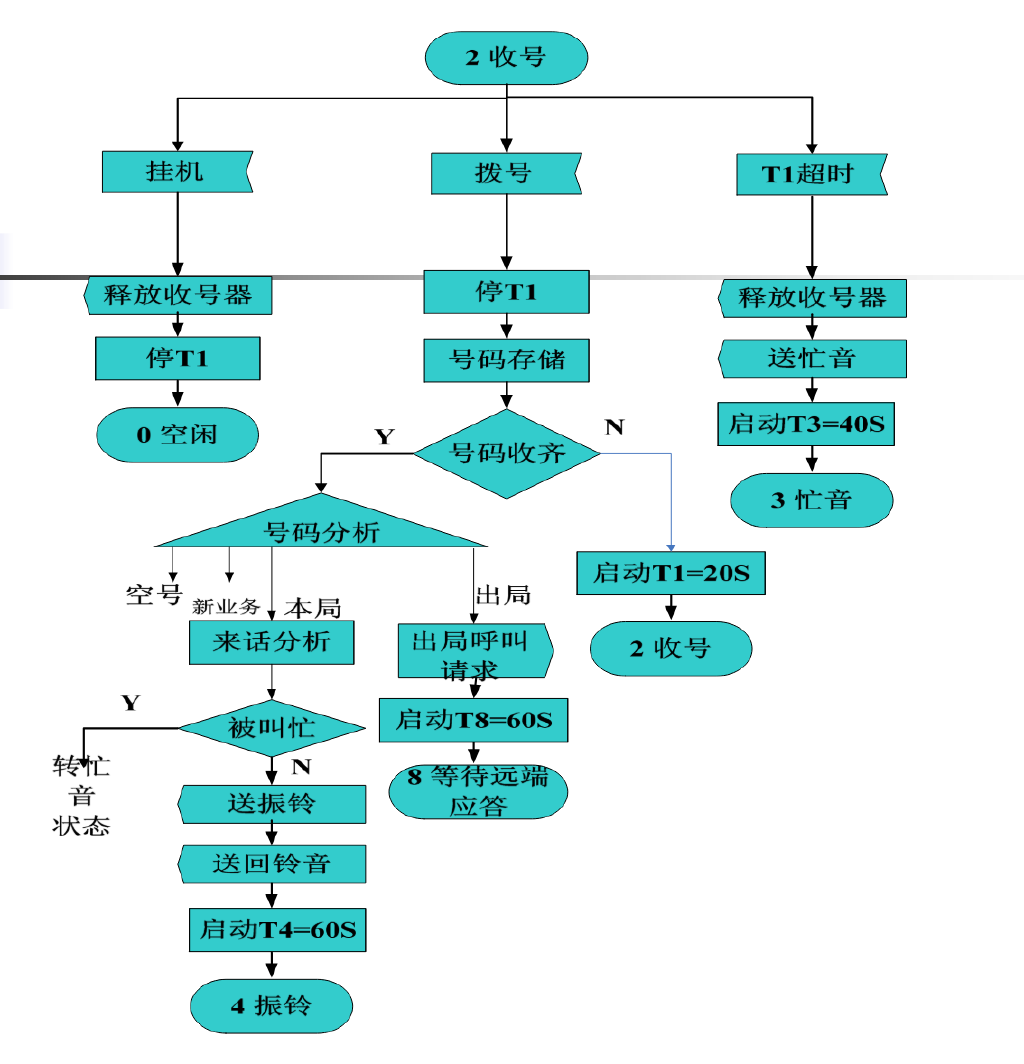 2 收号
挂机
拨号
T1超时
释放收号器
停T1
释放收号器
停T1
号码存储
送忙音
0 空闲
号码收齐
Y
N
启动T3=40S
3 忙音
号码分析
空号
新业务
本局
出局
启动T1=20S
2 收号
来话分析
出局呼叫
请求
Y
被叫忙
N
启动T8=60S
8 等待远端
应答
转忙
音
状态
送振铃
送回铃音
启动T4=60S
4 振铃